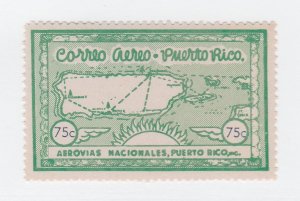 Correo Aereo • Puerto Rico.
75c 75c
AEROVIAS NACIONALES, PUERTO RICO, INC.